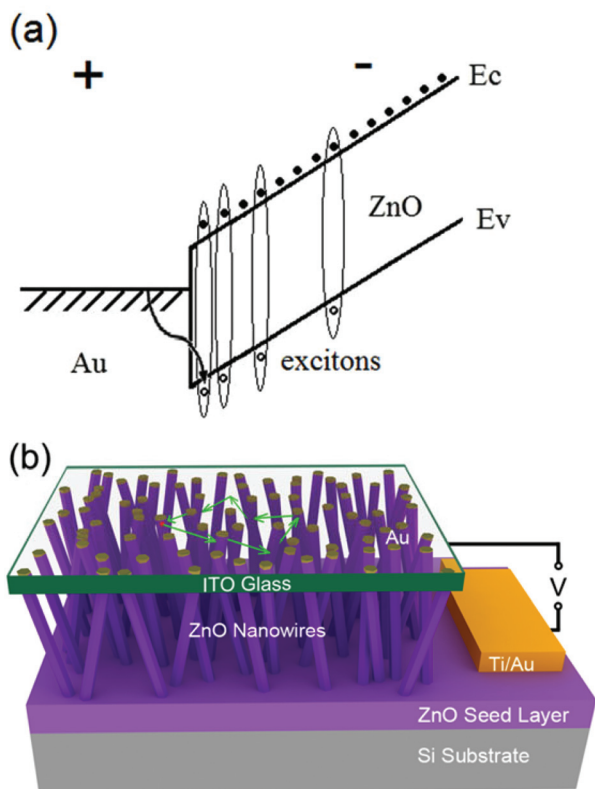 (a)
+ -
Ec
ZnO
Ev
Au
excitons
(b)
Au
ITO Glass
V
ZnO Nanowires
Ti/Au
ZnO Seed Layer
Si Substrate